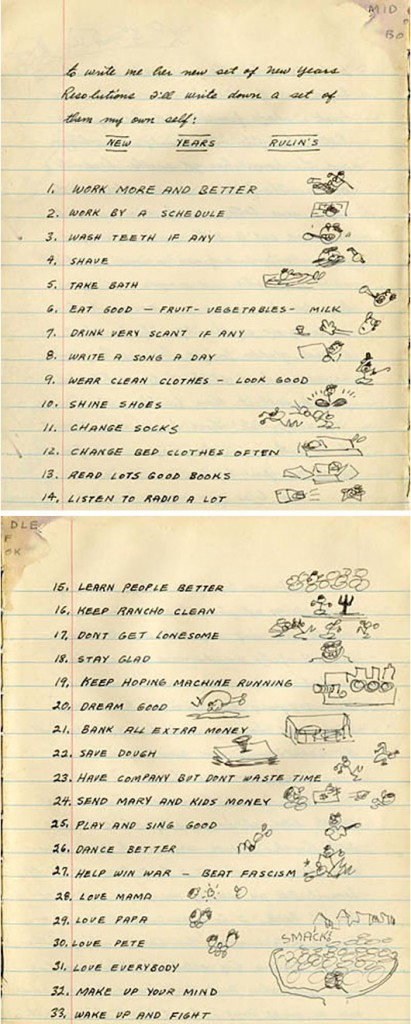 MID
BO
to write me her new set of New Years
Resolutions I'll write down a set of
them my own self:
NEW YEARS RULIN'S
1. WORK MORE AND BETTER
2. WORK BY A SCHEDULE
3. WASH TEETH IF ANY
4. SHAVE
5. TAKE BATH
6. EAT GOOD — FRUIT - VEGETABLES - MILK
7. DRINK VERY SCANT IF ANY
8. WRITE A SONG A DAY
9. WEAR CLEAN CLOTHES - LOOK GOOD
10. SHINE SHOES
11. CHANGE SOCKS
12. CHANGE BED CLOTHES OFTEN
13. READ LOTS GOOD BOOKS
14. LISTEN TO RADIO A LOT
DLE
F
OK
15. LEARN PEOPLE BETTER
16. KEEP RANCHO CLEAN
17. DONT GET LONESOME
18. STAY GLAD
19. KEEP HOPING MACHINE RUNNING
20. DREAM GOOD
21. BANK ALL EXTRA MONEY
22. SAVE DOUGH
23. HAVE COMPANY BUT DONT WASTE TIME
24. SEND MARY AND KIDS MONEY
25. PLAY AND SING GOOD
26. DANCE BETTER
27. HELP WIN WAR - BEAT FASCISM
28. LOVE MAMA
29. LOVE PAPA
30. LOVE PETE
SMACK!
31. LOVE EVERYBODY
32. MAKE UP YOUR MIND
33. WAKE UP AND FIGHT